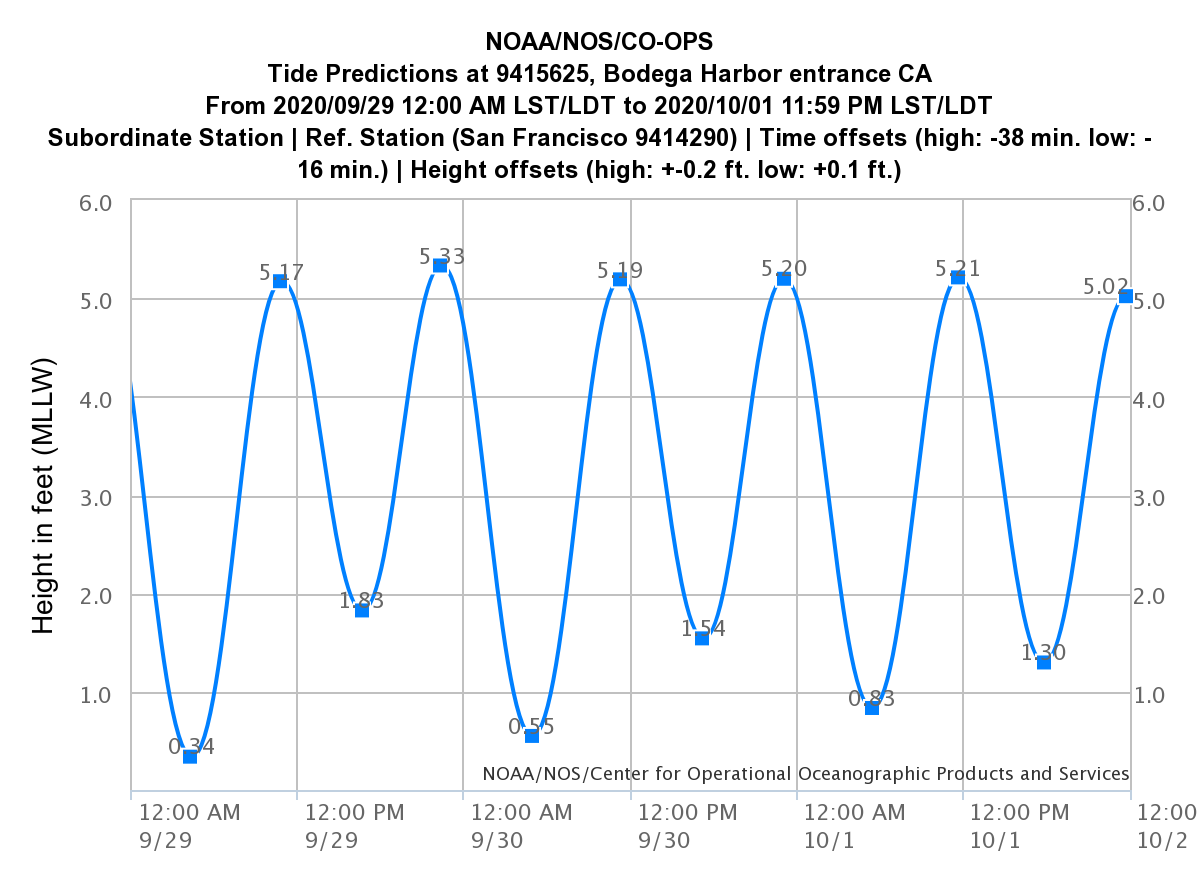 NOAA/NOS/CO-OPS
Tide Predictions at 9415625, Bodega Harbor entrance CA
From 2020/09/29 12:00 AM LST/LDT to 2020/10/01 11:59 PM LST/LDT
Subordinate Station | Ref. Station (San Francisco 9414290) | Time offsets (high: -38 min. low: -
16 min.) | Height offsets (high: +-0.2 ft. low: +0.1 ft.)
6.0 6.0
5.33
5.17 5.19 5.20 5.21
5.02
5.0 5.0
4.0 4.0
Height in feet (MLLW)
3.0 3.0
2.0 2.0
1.83
1.54
1.30
1.0 1.0
0.83
0.55
0.34
NOAA/NOS/Center for Operational Oceanographic Products and Services
12:00 AM 12:00 PM 12:00 AM 12:00 PM 12:00 AM 12:00 PM 12:00
9/29 9/29 9/30 9/30 10/1 10/1 10/2